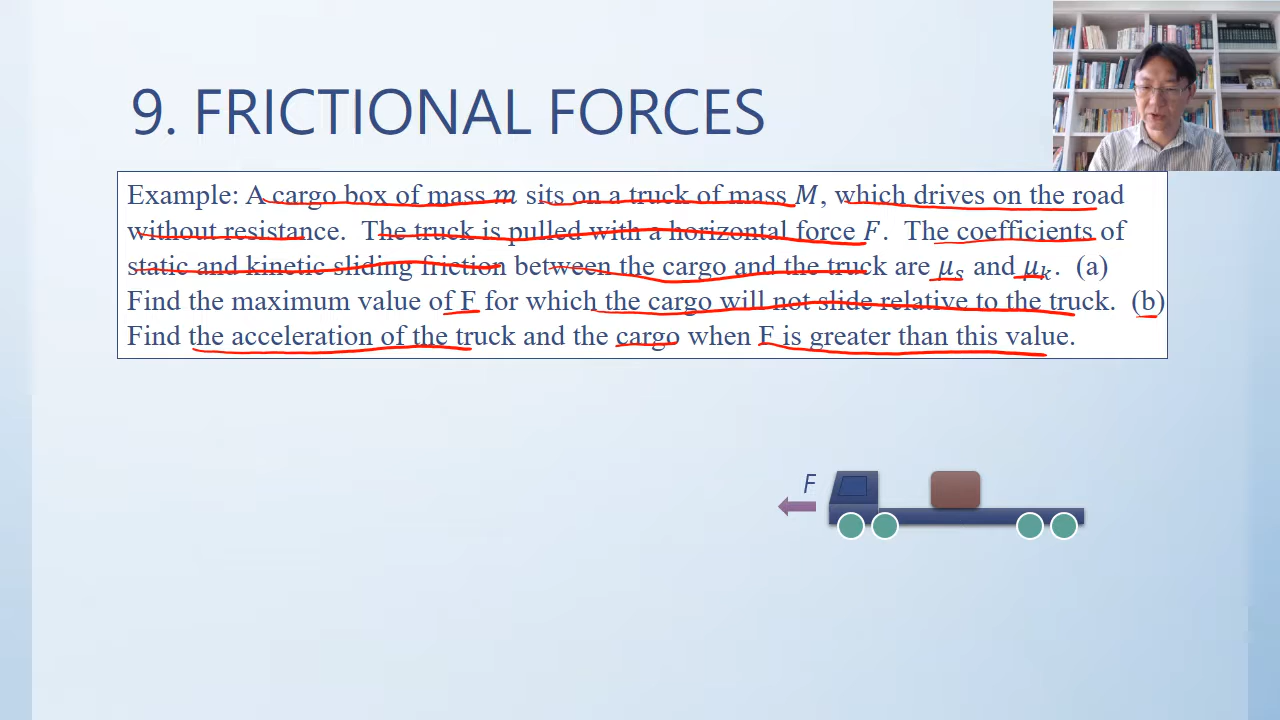 9. FRICTIONAL FORCES
Example: A cargo box of mass m sits on a truck of mass M, which drives on the road
without resistance. The truck is pulled with a horizontal force F. The coefficients of
static and kinetic sliding friction between the cargo and the truck are μₛ and μₖ. (a)
Find the maximum value of F for which the cargo will not slide relative to the truck. (b)
Find the acceleration of the truck and the cargo when F is greater than this value.
F